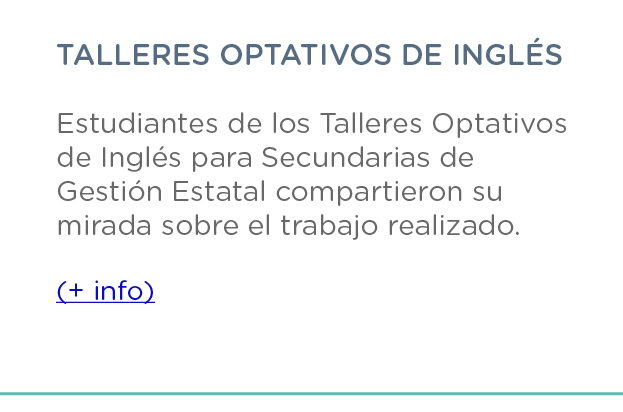 TALLERES OPTATIVOS DE INGLÉS
Estudiantes de los Talleres Optativos
de Inglés para Secundarias de
Gestión Estatal compartieron su
mirada sobre el trabajo realizado.
(+ info)